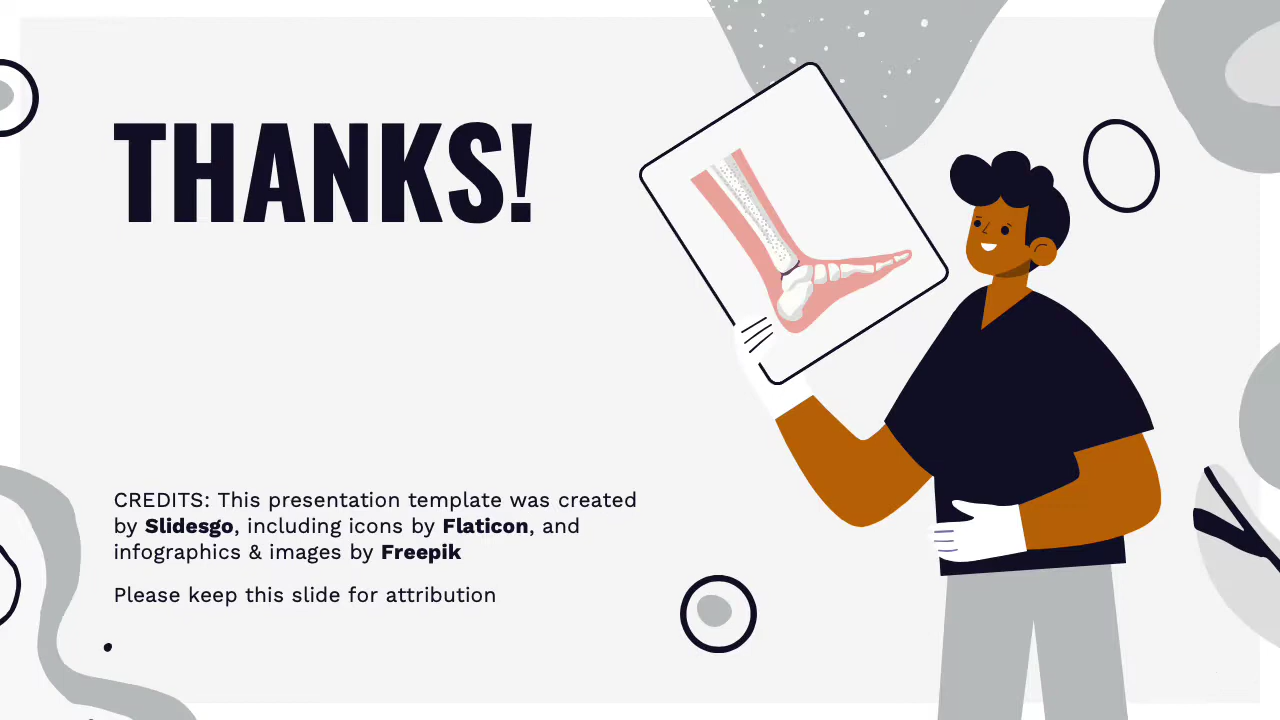 THANKS!
CREDITS: This presentation template was created
by Slidesgo, including icons by Flaticon, and
infographics & images by Freepik
Please keep this slide for attribution